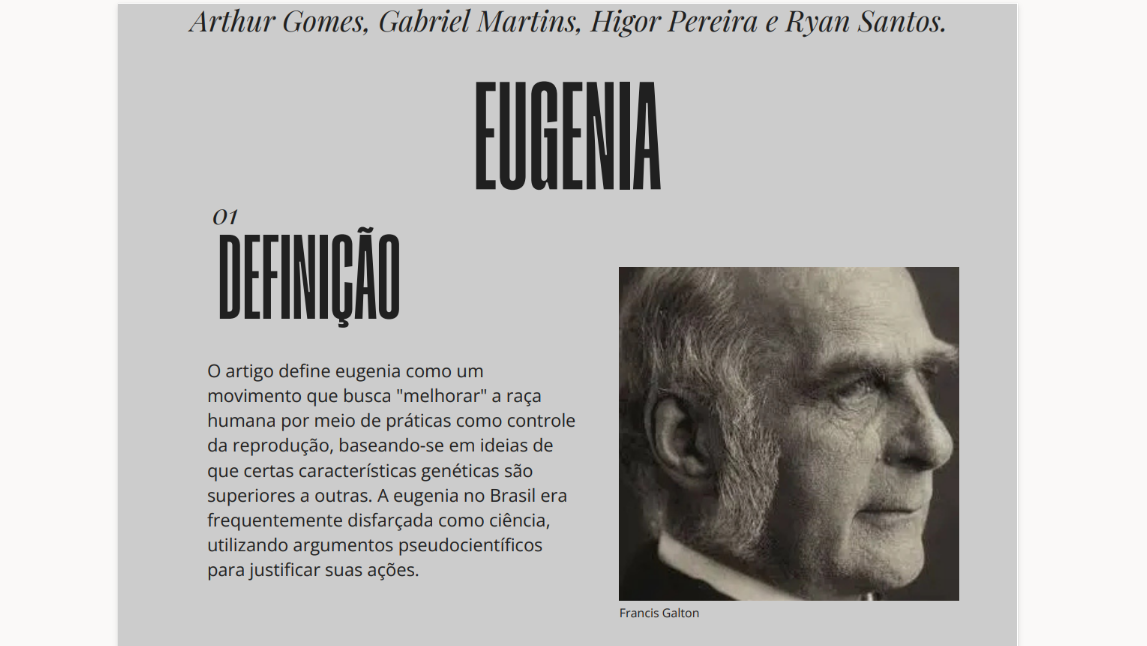 Arthur Gomes, Gabriel Martins, Higor Pereira e Ryan Santos.
EUGENIA
01
DEFINIÇÃO
O artigo define eugenia como um
movimento que busca "melhorar" a raça
humana por meio de práticas como controle
da reprodução, baseando-se em ideias de
que certas características genéticas são
superiores a outras. A eugenia no Brasil era
frequentemente disfarçada como ciência,
utilizando argumentos pseudocientíficos
para justificar suas ações.
Francis Galton